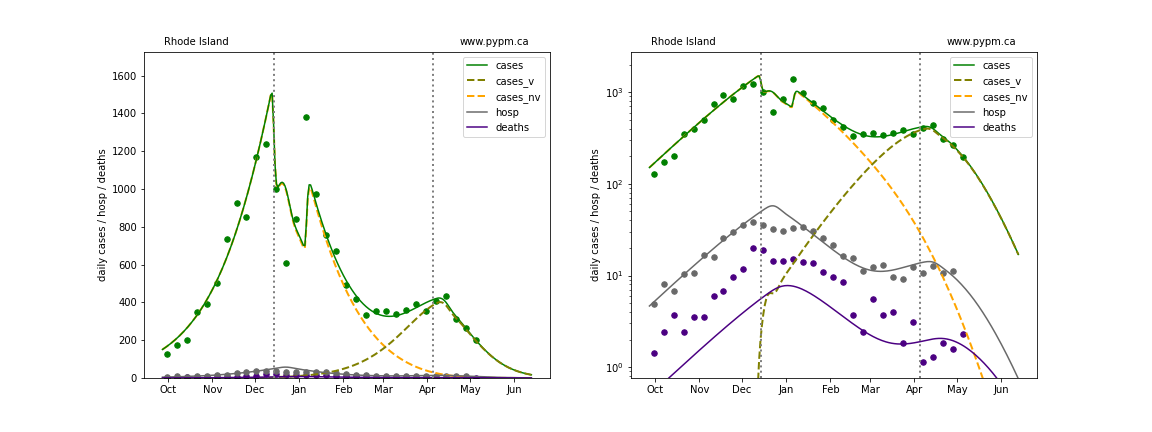 Rhode Island
www.pypm.ca
daily cases / hosp / deaths
1600
1400
1200
1000
800
600
400
200
0
cases
cases_v
cases_nv
hosp
deaths
Oct Nov Dec Jan Feb Mar Apr May Jun
Rhode Island
www.pypm.ca
daily cases / hosp / deaths
10³
10²
10¹
10⁰
cases
cases_v
cases_nv
hosp
deaths
Oct Nov Dec Jan Feb Mar Apr May Jun